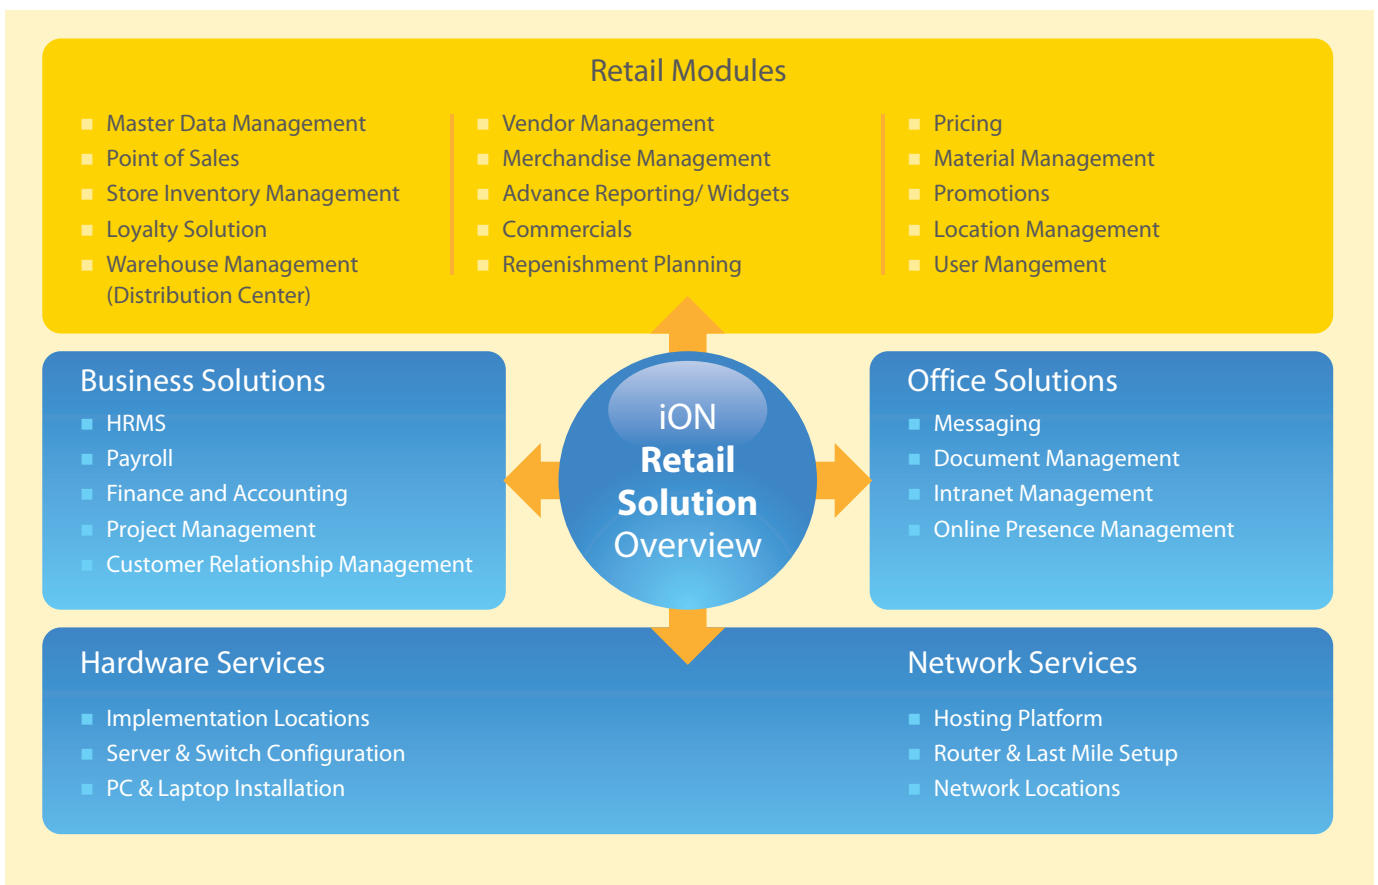 Retail Modules
Master Data Management
Point of Sales
Store Inventory Management
Loyalty Solution
Warehouse Management
(Distribution Center)
Vendor Management
Merchandise Management
Advance Reporting/ Widgets
Commercials
Repenishment Planning
Pricing
Material Management
Promotions
Location Management
User Mangement
Business Solutions
HRMS
Payroll
Finance and Accounting
Project Management
Customer Relationship Management
iON
Retail
Solution
Overview
Office Solutions
Messaging
Document Management
Intranet Management
Online Presence Management
Hardware Services
Implementation Locations
Server & Switch Configuration
PC & Laptop Installation
Network Services
Hosting Platform
Router & Last Mile Setup
Network Locations